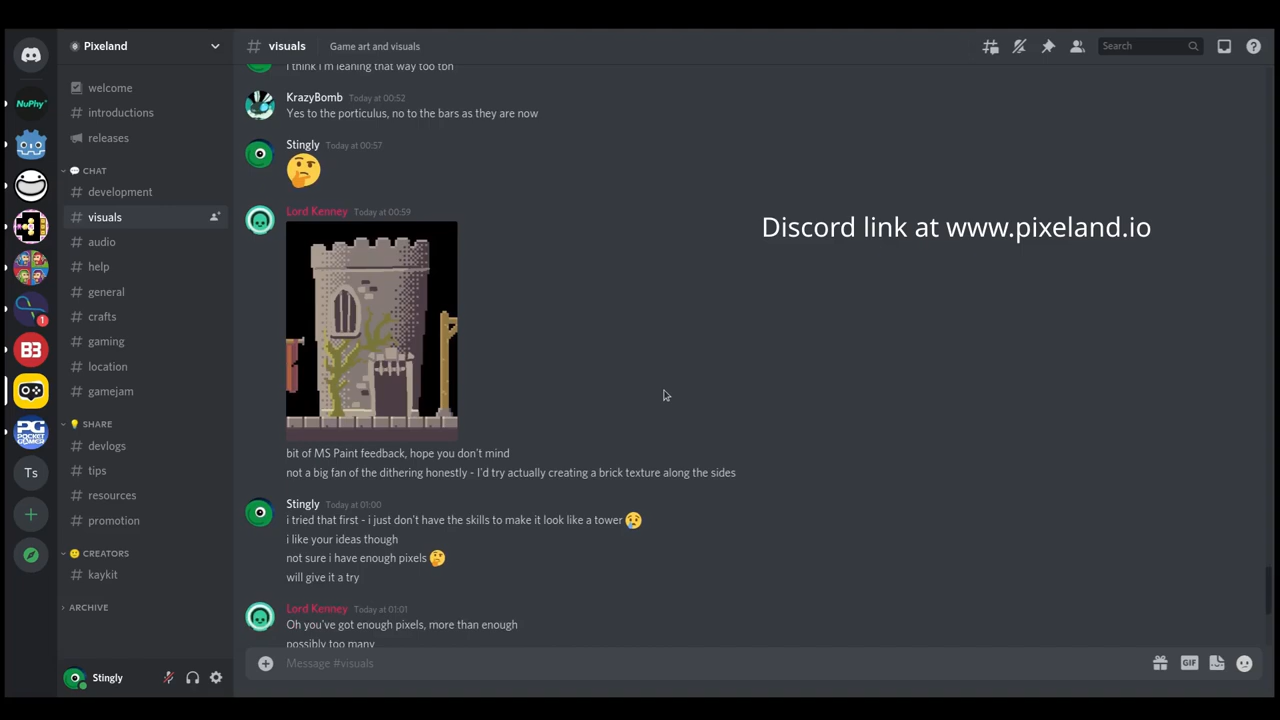 Pixeland
visuals
Game art and visuals
Search
welcome
introductions
releases
CHAT
development
visuals
audio
help
general
crafts
gaming
location
gamejam
SHARE
devlogs
tips
resources
promotion
CREATORS
kaykit
ARCHIVE
Stingly
NuPhy
1
B3
POCKET GAMER
Ts
i think i'm leaning that way too tbh
KrazyBomb Today at 00:52
Yes to the porticulus, no to the bars as they are now
Stingly Today at 00:57
Lord Kenney Today at 00:59
Discord link at www.pixeland.io
bit of MS Paint feedback, hope you don't mind
not a big fan of the dithering honestly - I'd try actually creating a brick texture along the sides
Stingly Today at 01:00
i tried that first - i just don't have the skills to make it look like a tower
i like your ideas though
not sure i have enough pixels
will give it a try
Lord Kenney Today at 01:01
Oh you've got enough pixels, more than enough
possibly too many
Message #visuals
GIF